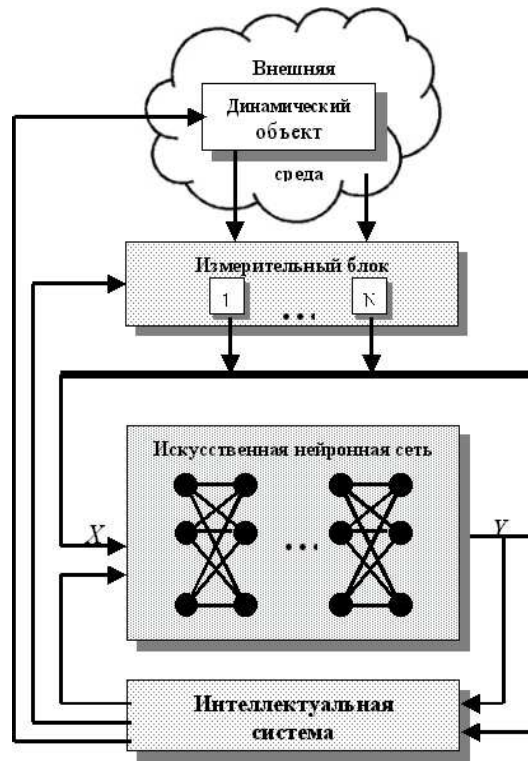 Внешняя
Динамический
объект
среда
Измерительный блок
1 ... N
Искусственная нейронная сеть
X
...
Y
Интеллектуальная
система